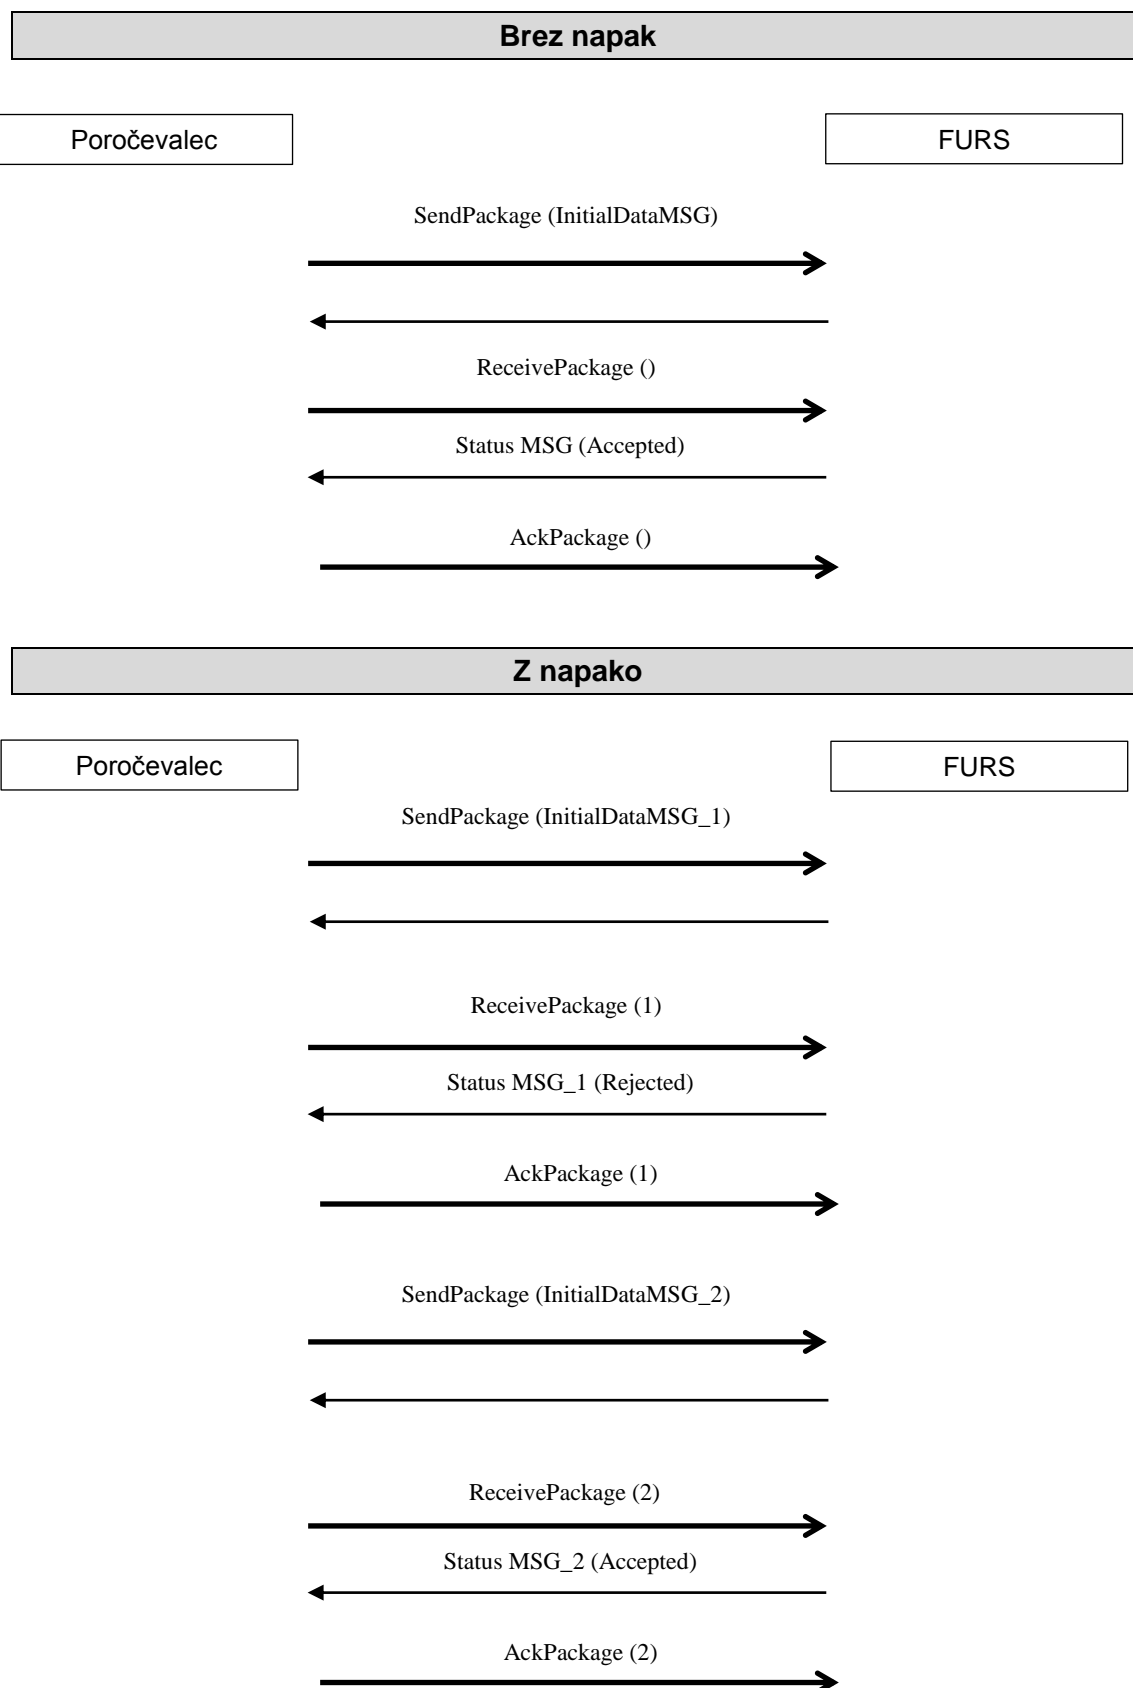 Brez napak
Poročevalec
FURS
SendPackage (InitialDataMSG)
ReceivePackage ()
Status MSG (Accepted)
AckPackage ()
Z napako
Poročevalec
FURS
SendPackage (InitialDataMSG_1)
ReceivePackage (1)
Status MSG_1 (Rejected)
AckPackage (1)
SendPackage (InitialDataMSG_2)
ReceivePackage (2)
Status MSG_2 (Accepted)
AckPackage (2)